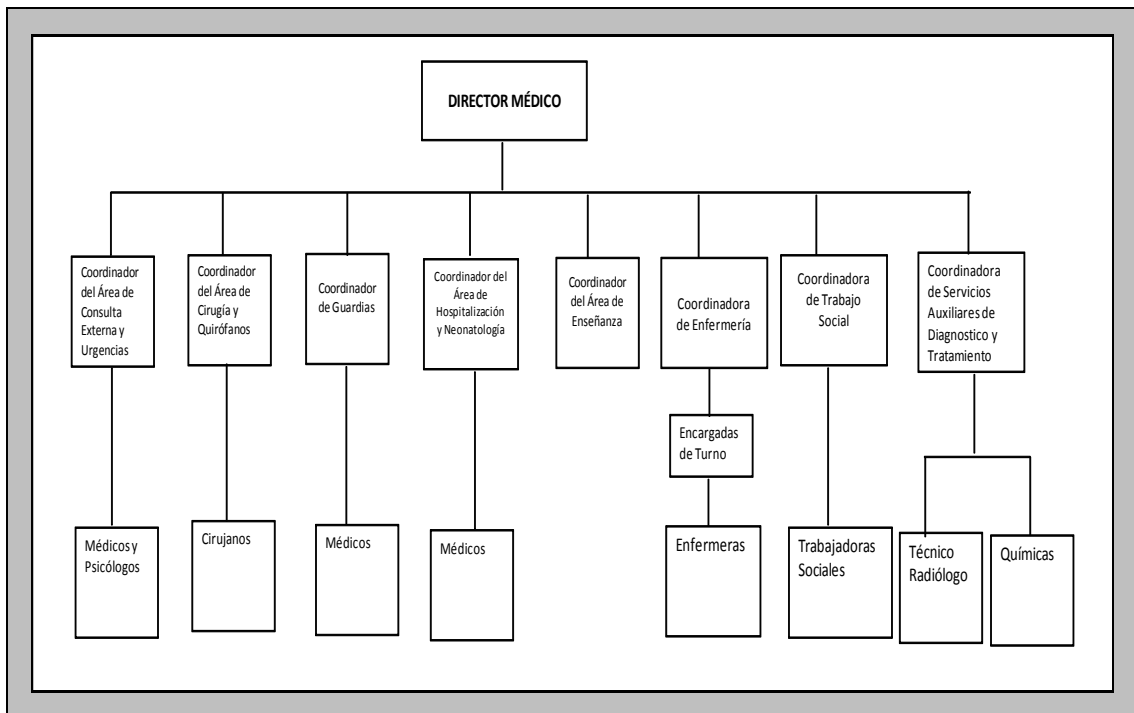 DIRECTOR MÉDICO
Coordinador
del Área de
Consulta
Externa y
Urgencias
Coordinador
del Área de
Cirugía y
Quirófanos
Coordinador
de Guardias
Coordinador del
Área de
Hospitalización
y Neonatología
Coordinador
del Área de
Enseñanza
Coordinadora
de Enfermería
Coordinadora
de Trabajo
Social
Coordinadora
de Servicios
Auxiliares de
Diagnostico y
Tratamiento
Encargadas
de Turno
Médicos y
Psicólogos
Cirujanos
Médicos
Médicos
Enfermeras
Trabajadoras
Sociales
Técnico
Radiólogo
Químicas